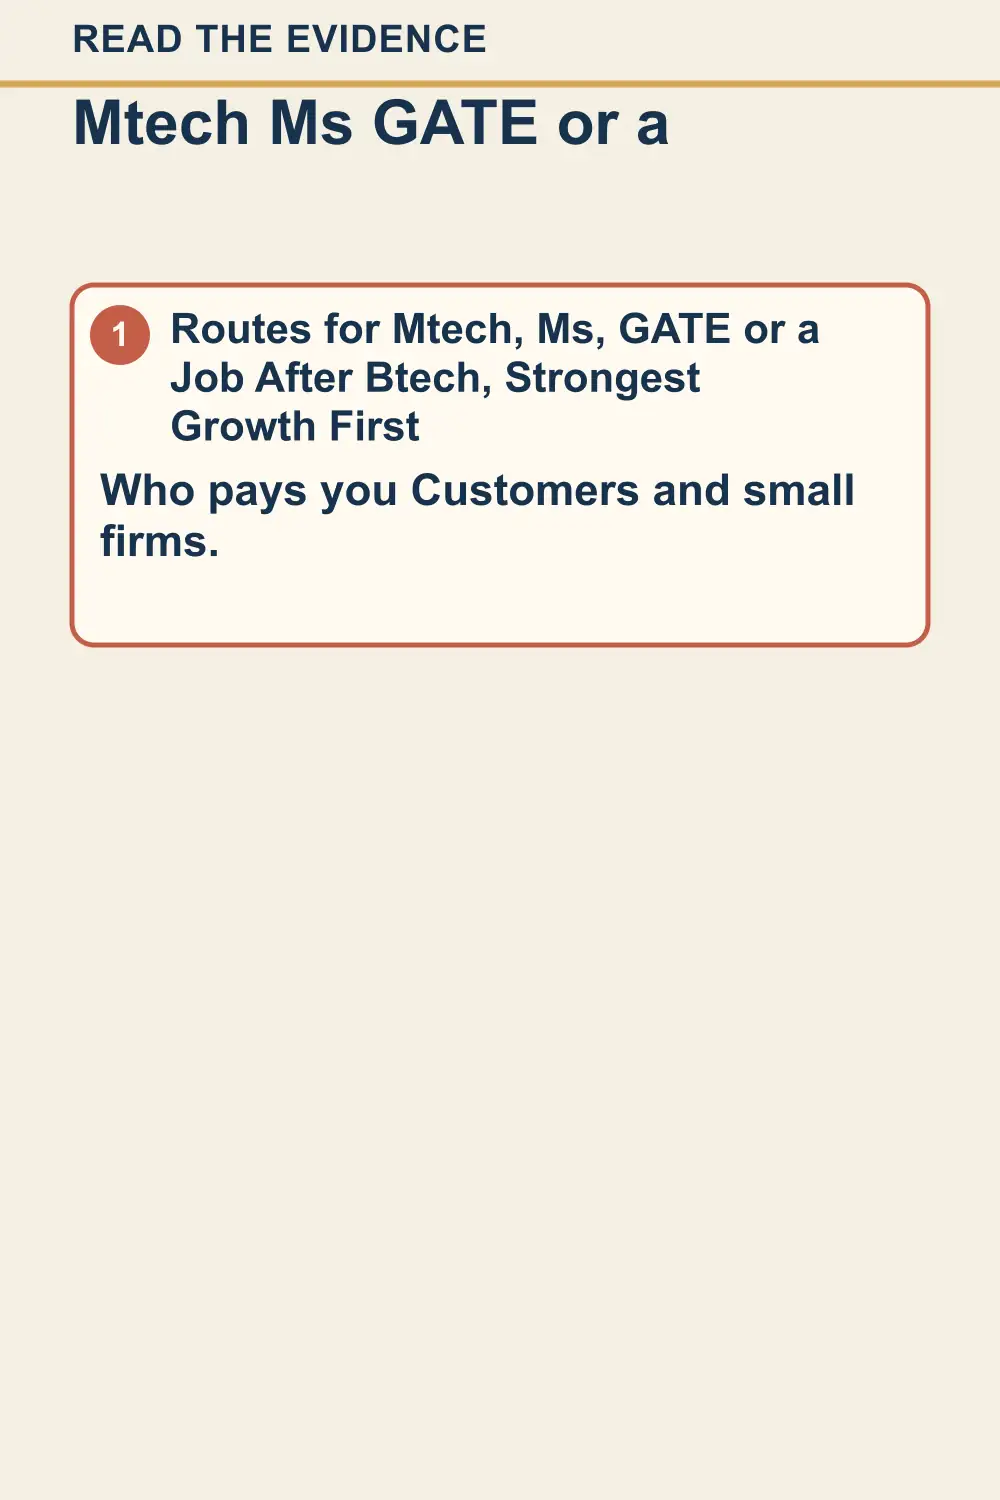 READ THE EVIDENCE
Mtech Ms GATE or a
1
Routes for Mtech, Ms, GATE or a
Job After Btech, Strongest
Growth First
Who pays you Customers and small
firms.